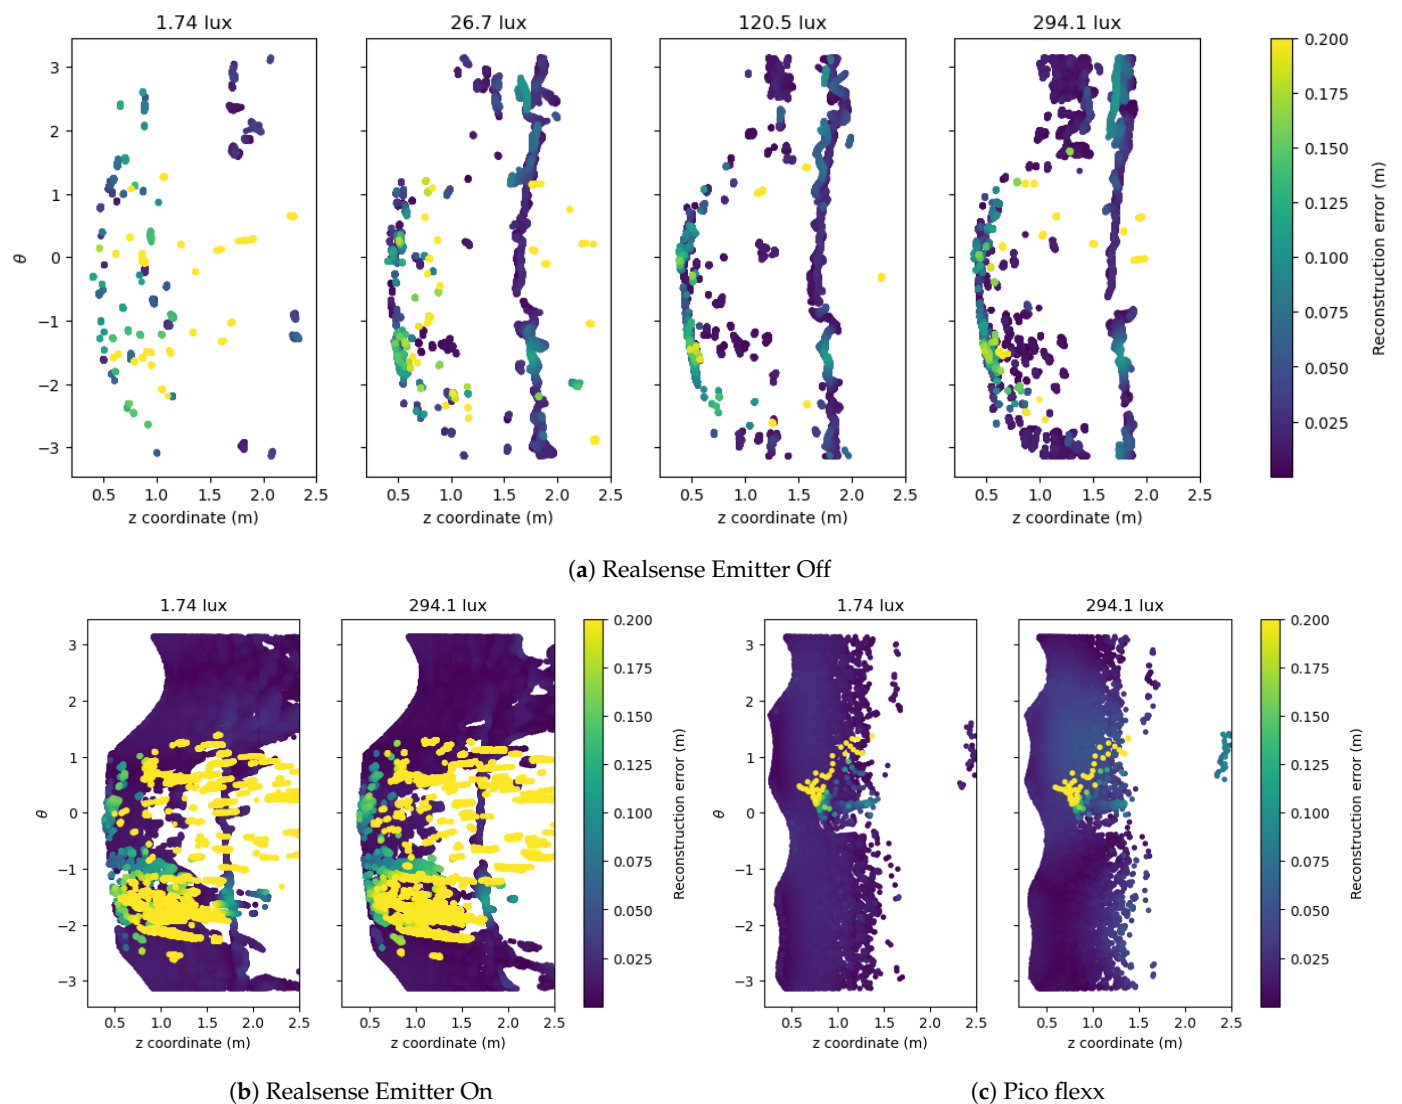 1.74 lux 26.7 lux 120.5 lux 294.1 lux
3 2 1 0 −1 −2 −3
θ
0.5 1.0 1.5 2.0 2.5 0.5 1.0 1.5 2.0 2.5 0.5 1.0 1.5 2.0 2.5 0.5 1.0 1.5 2.0 2.5
z coordinate (m) z coordinate (m) z coordinate (m) z coordinate (m)
0.200 0.175 0.150 0.125 0.100 0.075 0.050 0.025
Reconstruction error (m)
(a) Realsense Emitter Off
1.74 lux 294.1 lux
3 2 1 0 −1 −2 −3
θ
0.5 1.0 1.5 2.0 2.5 0.5 1.0 1.5 2.0 2.5
z coordinate (m) z coordinate (m)
0.200 0.175 0.150 0.125 0.100 0.075 0.050 0.025
Reconstruction error (m)
(b) Realsense Emitter On
1.74 lux 294.1 lux
3 2 1 0 −1 −2 −3
θ
0.5 1.0 1.5 2.0 2.5 0.5 1.0 1.5 2.0 2.5
z coordinate (m) z coordinate (m)
0.200 0.175 0.150 0.125 0.100 0.075 0.050 0.025
Reconstruction error (m)
(c) Pico flexx